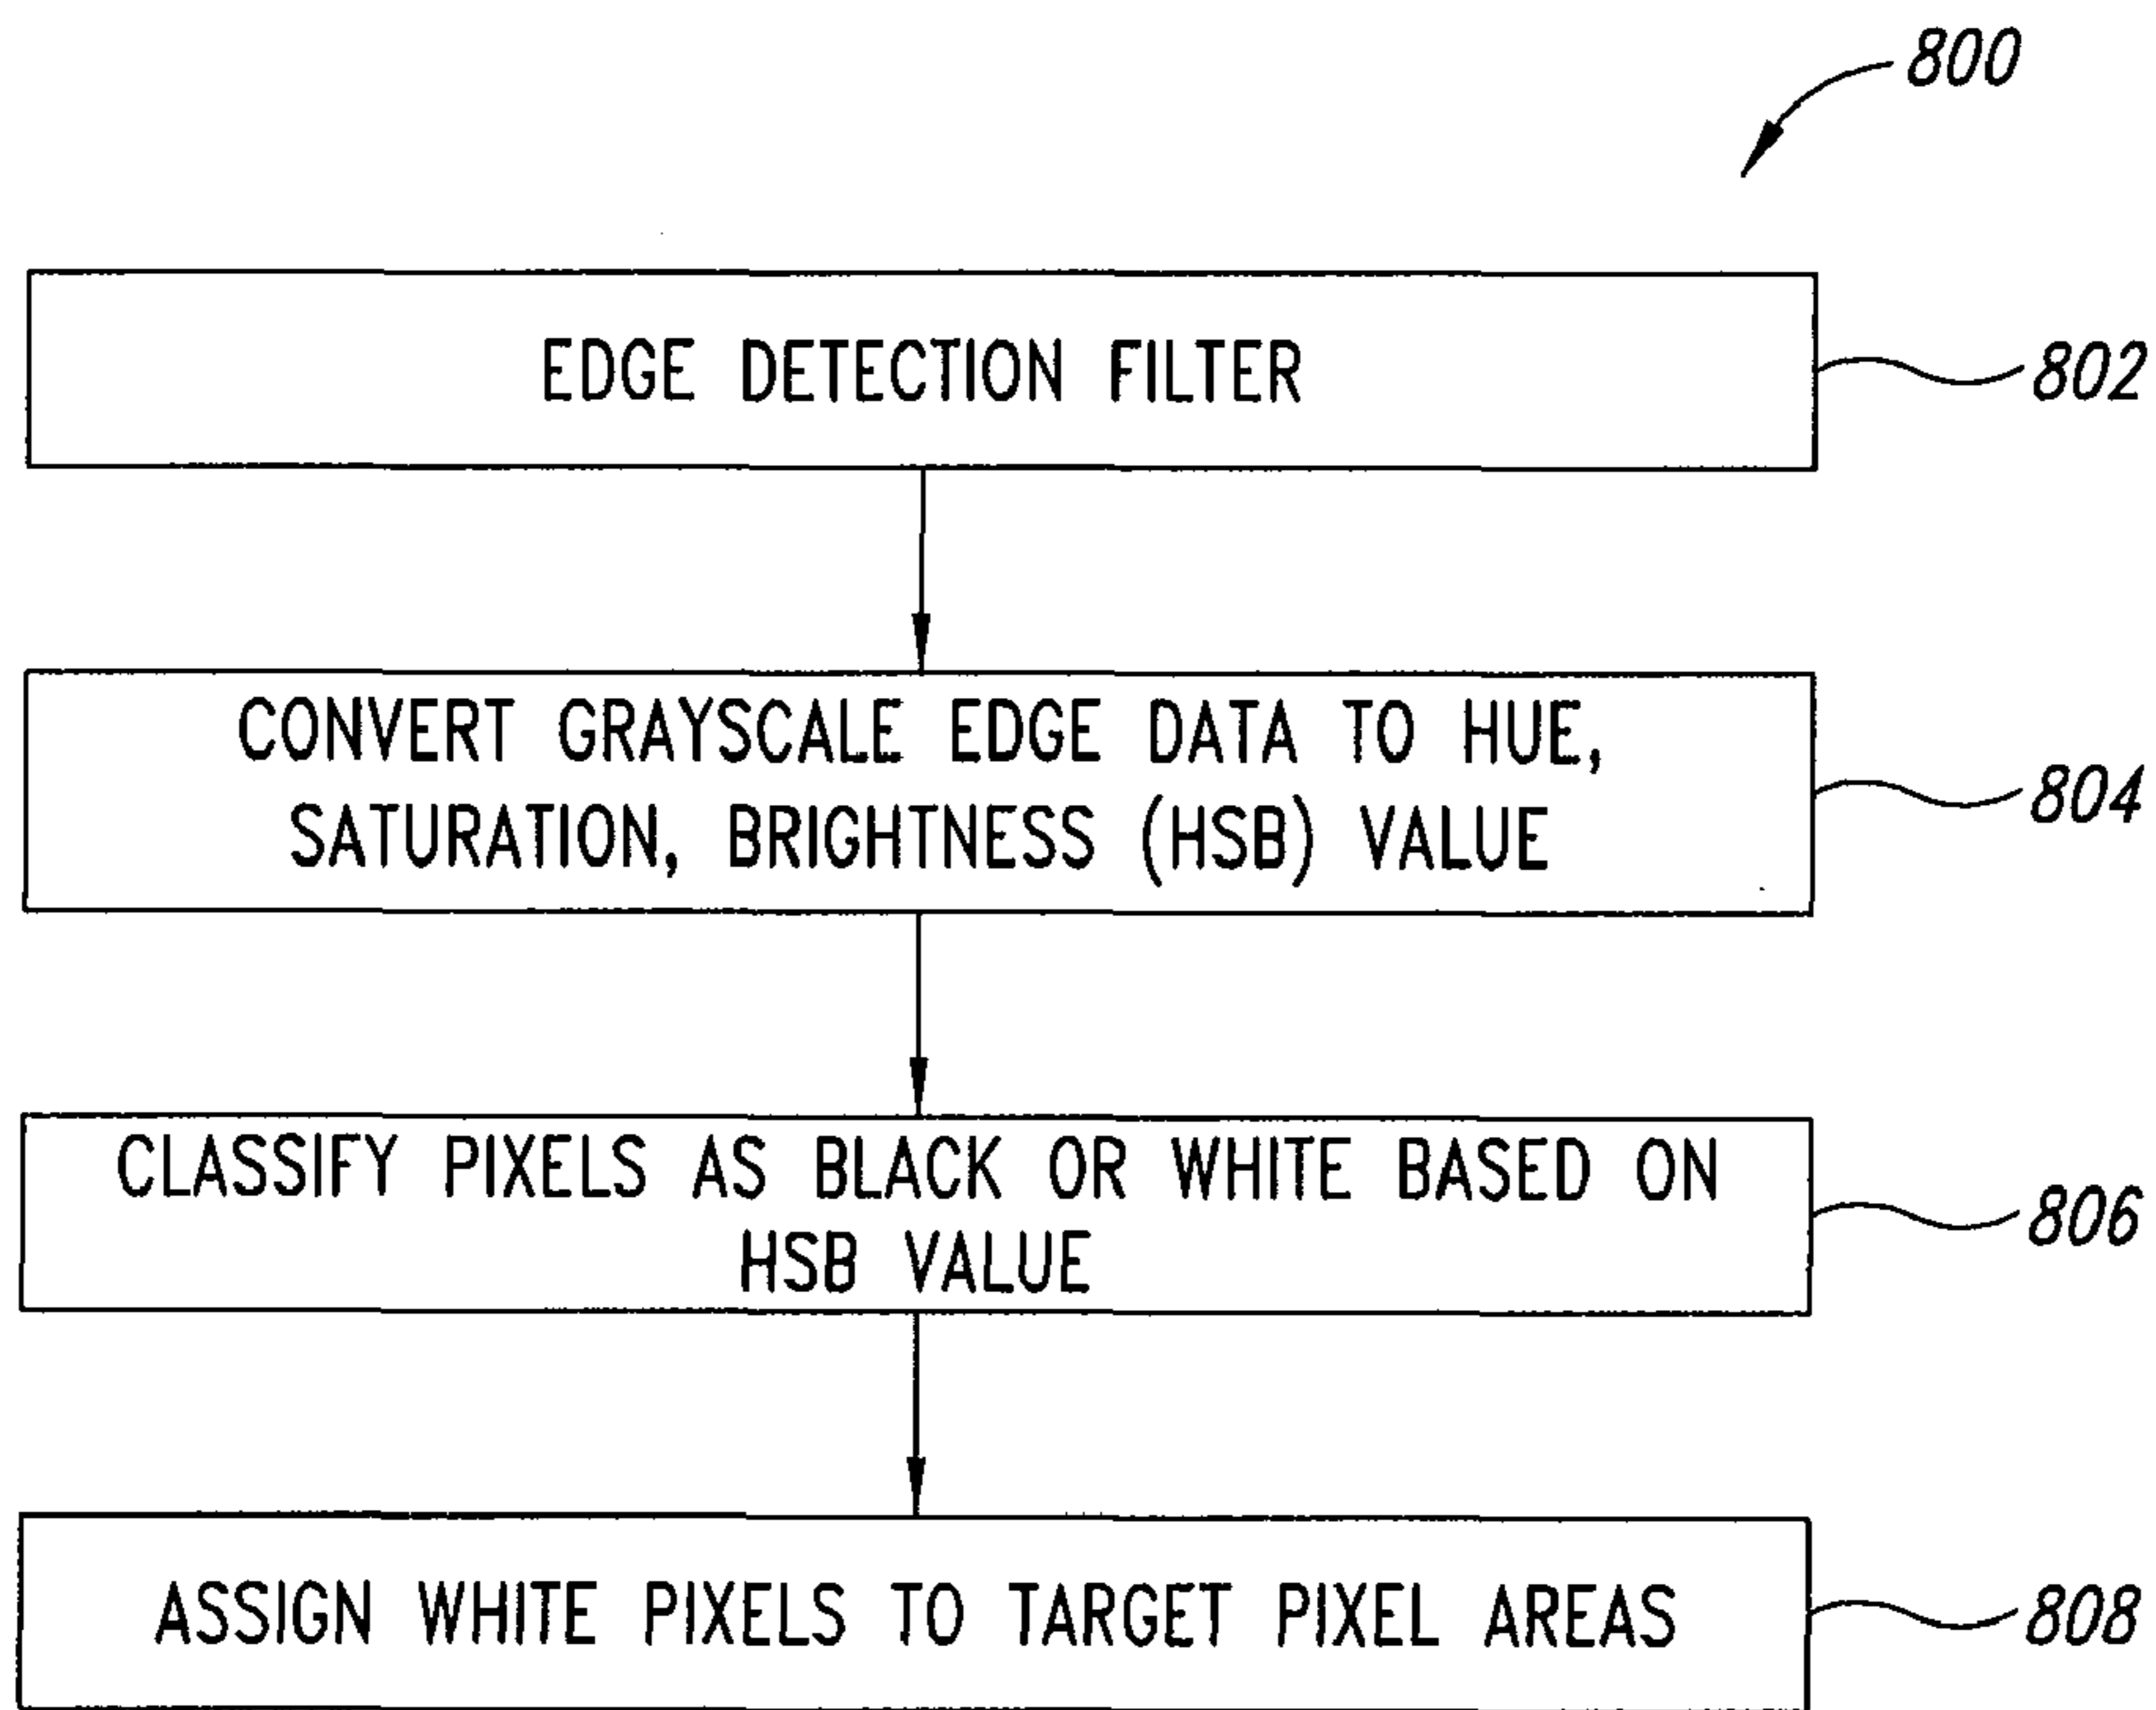 800
EDGE DETECTION FILTER
802
CONVERT GRAYSCALE EDGE DATA TO HUE,
SATURATION, BRIGHTNESS (HSB) VALUE
804
CLASSIFY PIXELS AS BLACK OR WHITE BASED ON
HSB VALUE
806
ASSIGN WHITE PIXELS TO TARGET PIXEL AREAS
808